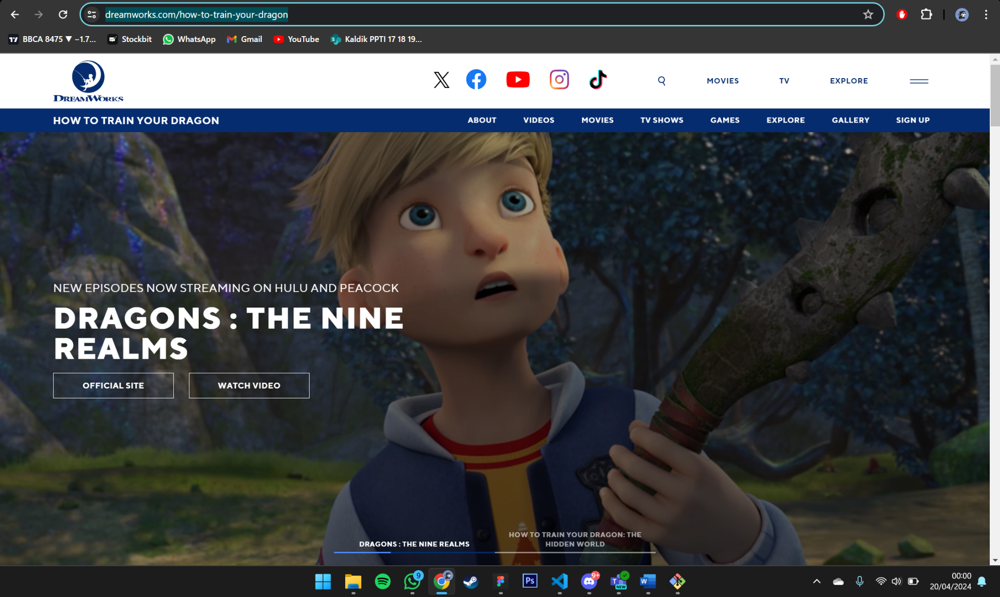 dreamworks.com/how-to-train-your-dragon
BBCA 8475 ▼ −1.7...
Stockbit
WhatsApp
Gmail
YouTube
Kaldik PPTI 17 18 19...
DREAMWORKS
MOVIES
TV
EXPLORE
HOW TO TRAIN YOUR DRAGON
ABOUT
VIDEOS
MOVIES
TV SHOWS
GAMES
EXPLORE
GALLERY
SIGN UP
NEW EPISODES NOW STREAMING ON HULU AND PEACOCK
DRAGONS : THE NINE
REALMS
OFFICIAL SITE
WATCH VIDEO
DRAGONS : THE NINE REALMS
HOW TO TRAIN YOUR DRAGON: THE
HIDDEN WORLD
9
Ps
9+
T
NEW
W
00:00
20/04/2024